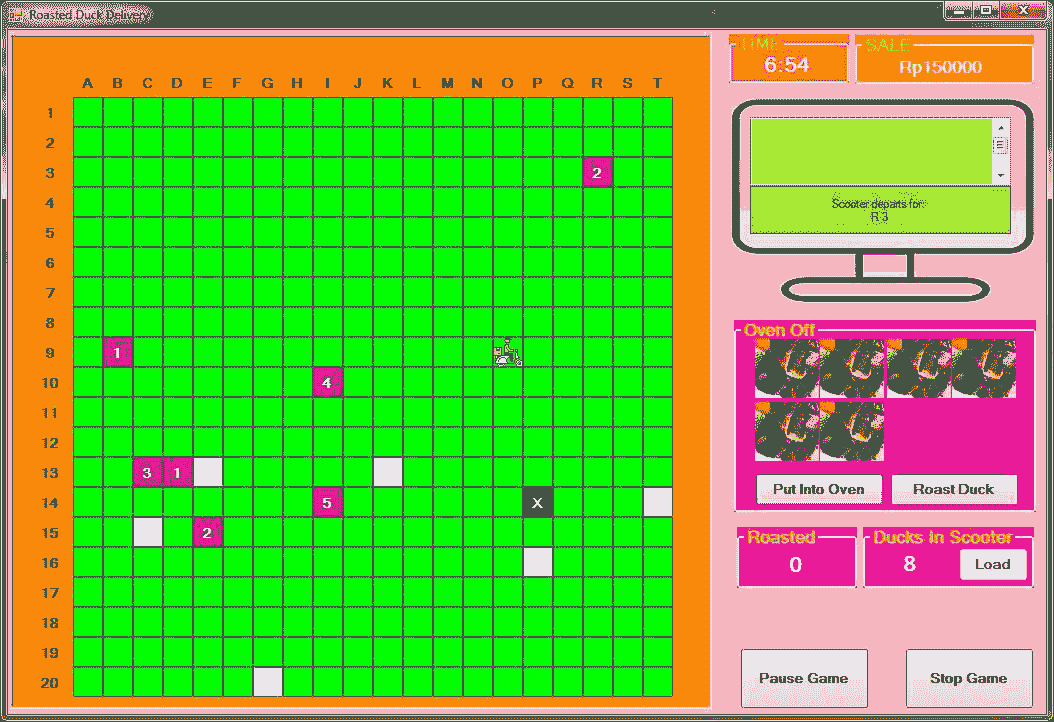 Roasted Duck Delivery
TIME
6:54
SALE
Rp150000
A B C D E F G H I J K L M N O P Q R S T
1
2
3 2
4
5
6
7
8
9 1
10 4
11
12
13 3 1
14 5 X
15 2
16
17
18
19
20
Scooter departs for:
R 3
Oven Off
Put Into Oven Roast Duck
Roasted
0
Ducks In Scooter
8 Load
Pause Game Stop Game